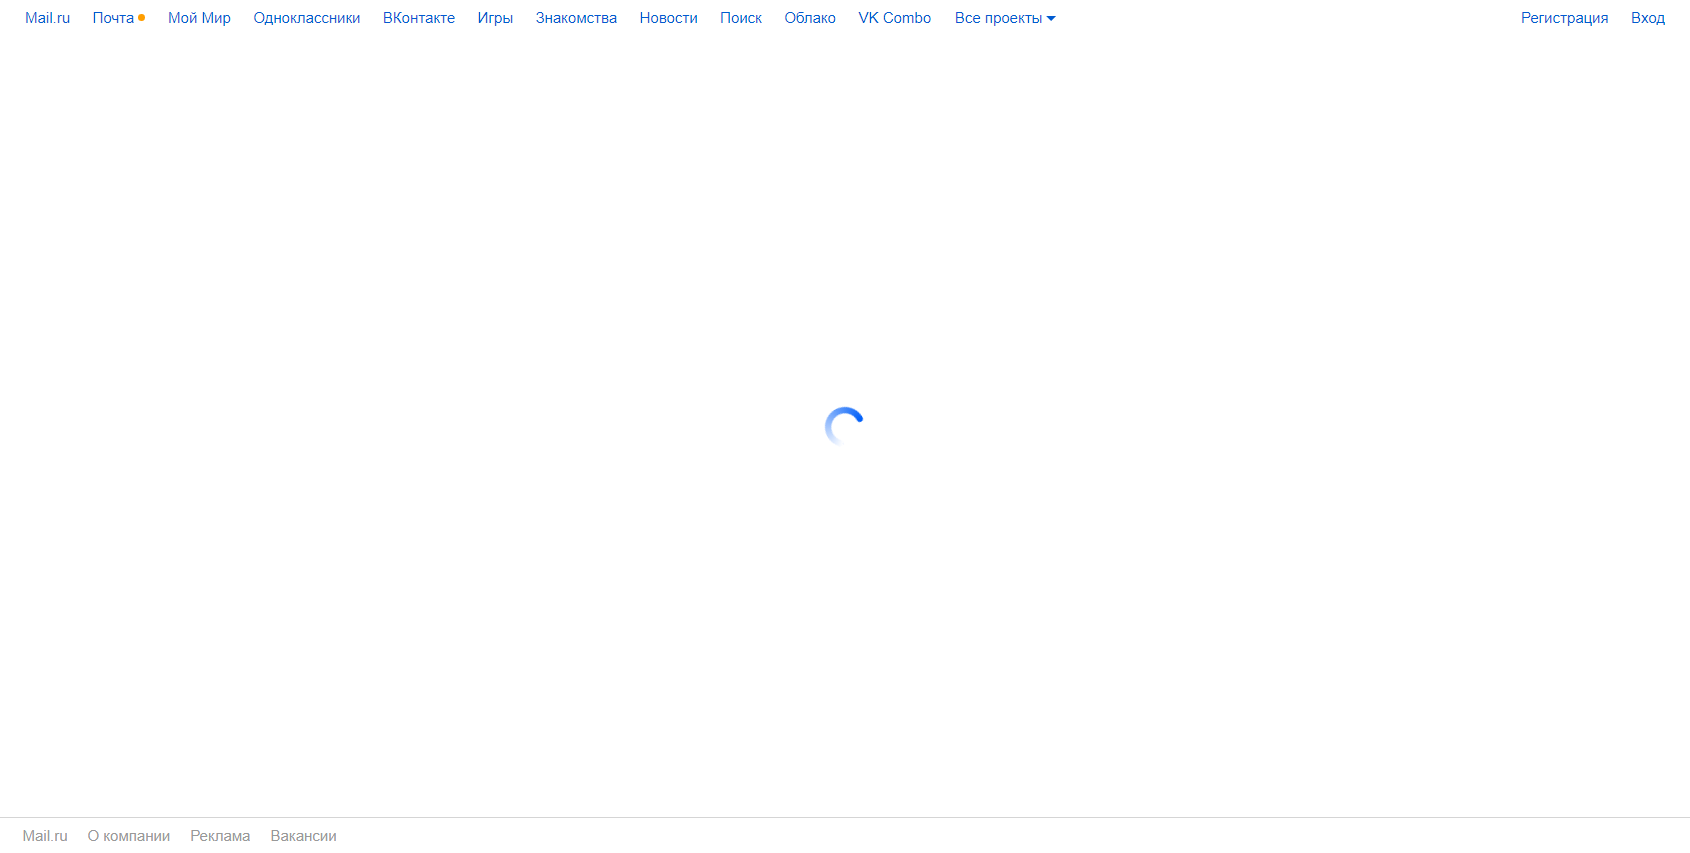 Mail.ru Почта Мой Мир Одноклассники ВКонтакте Игры Знакомства Новости Поиск Облако VK Combo Все проекты Регистрация Вход
Mail.ru О компании Реклама Вакансии